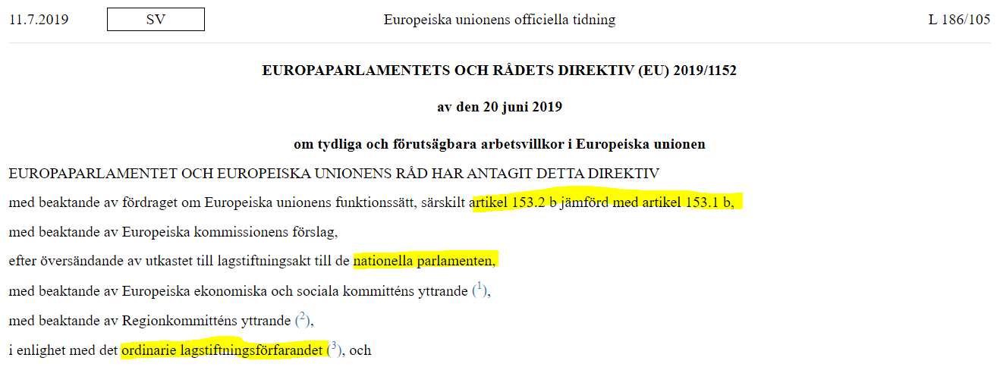 11.7.2019 SV Europeiska unionens officiella tidning L 186/105
EUROPAPARLAMENTETS OCH RÅDETS DIREKTIV (EU) 2019/1152
av den 20 juni 2019
om tydliga och förutsägbara arbetsvillkor i Europeiska unionen
EUROPAPARLAMENTET OCH EUROPEISKA UNIONENS RÅD HAR ANTAGIT DETTA DIREKTIV
med beaktande av fördraget om Europeiska unionens funktionssätt, särskilt artikel 153.2 b jämförd med artikel 153.1 b,
med beaktande av Europeiska kommissionens förslag,
efter översändande av utkastet till lagstiftningsakt till de nationella parlamenten,
med beaktande av Europeiska ekonomiska och sociala kommitténs yttrande (1),
med beaktande av Regionkommitténs yttrande (2),
i enlighet med det ordinarie lagstiftningsförfarandet (3), och